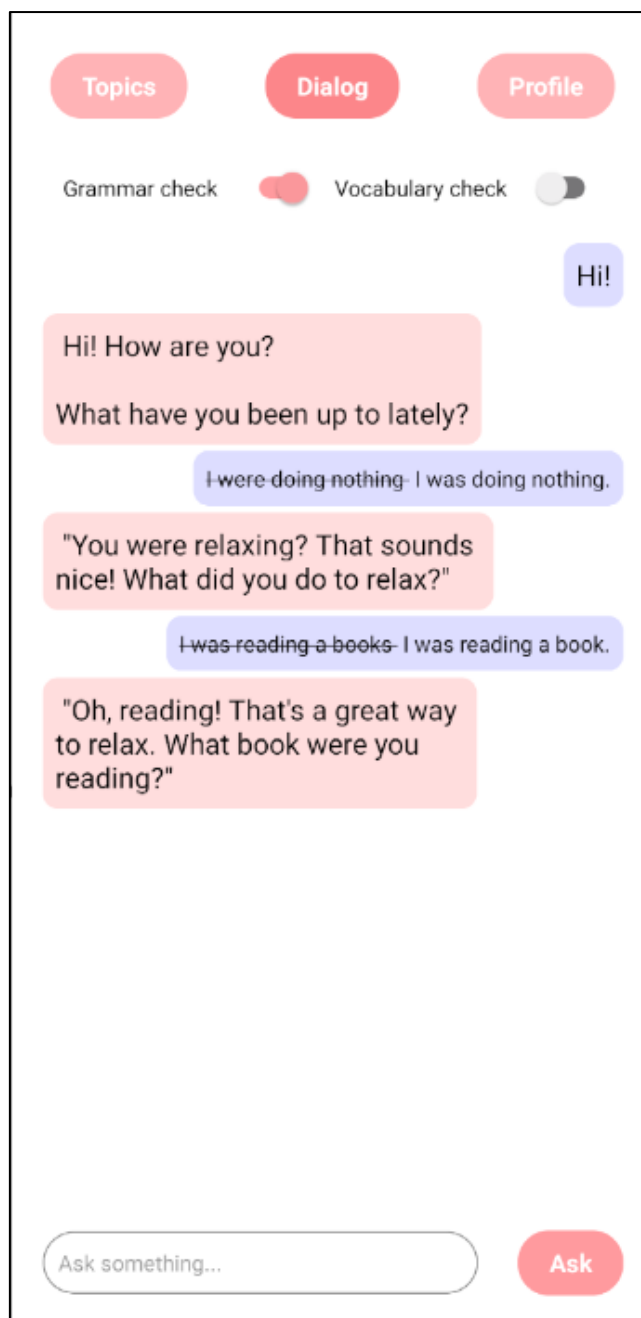 Topics Dialog Profile
Grammar check Vocabulary check
Hi!
Hi! How are you?
What have you been up to lately?
I were doing nothing I was doing nothing.
"You were relaxing? That sounds
nice! What did you do to relax?"
I was reading a books I was reading a book.
"Oh, reading! That's a great way
to relax. What book were you
reading?"
Ask something... Ask